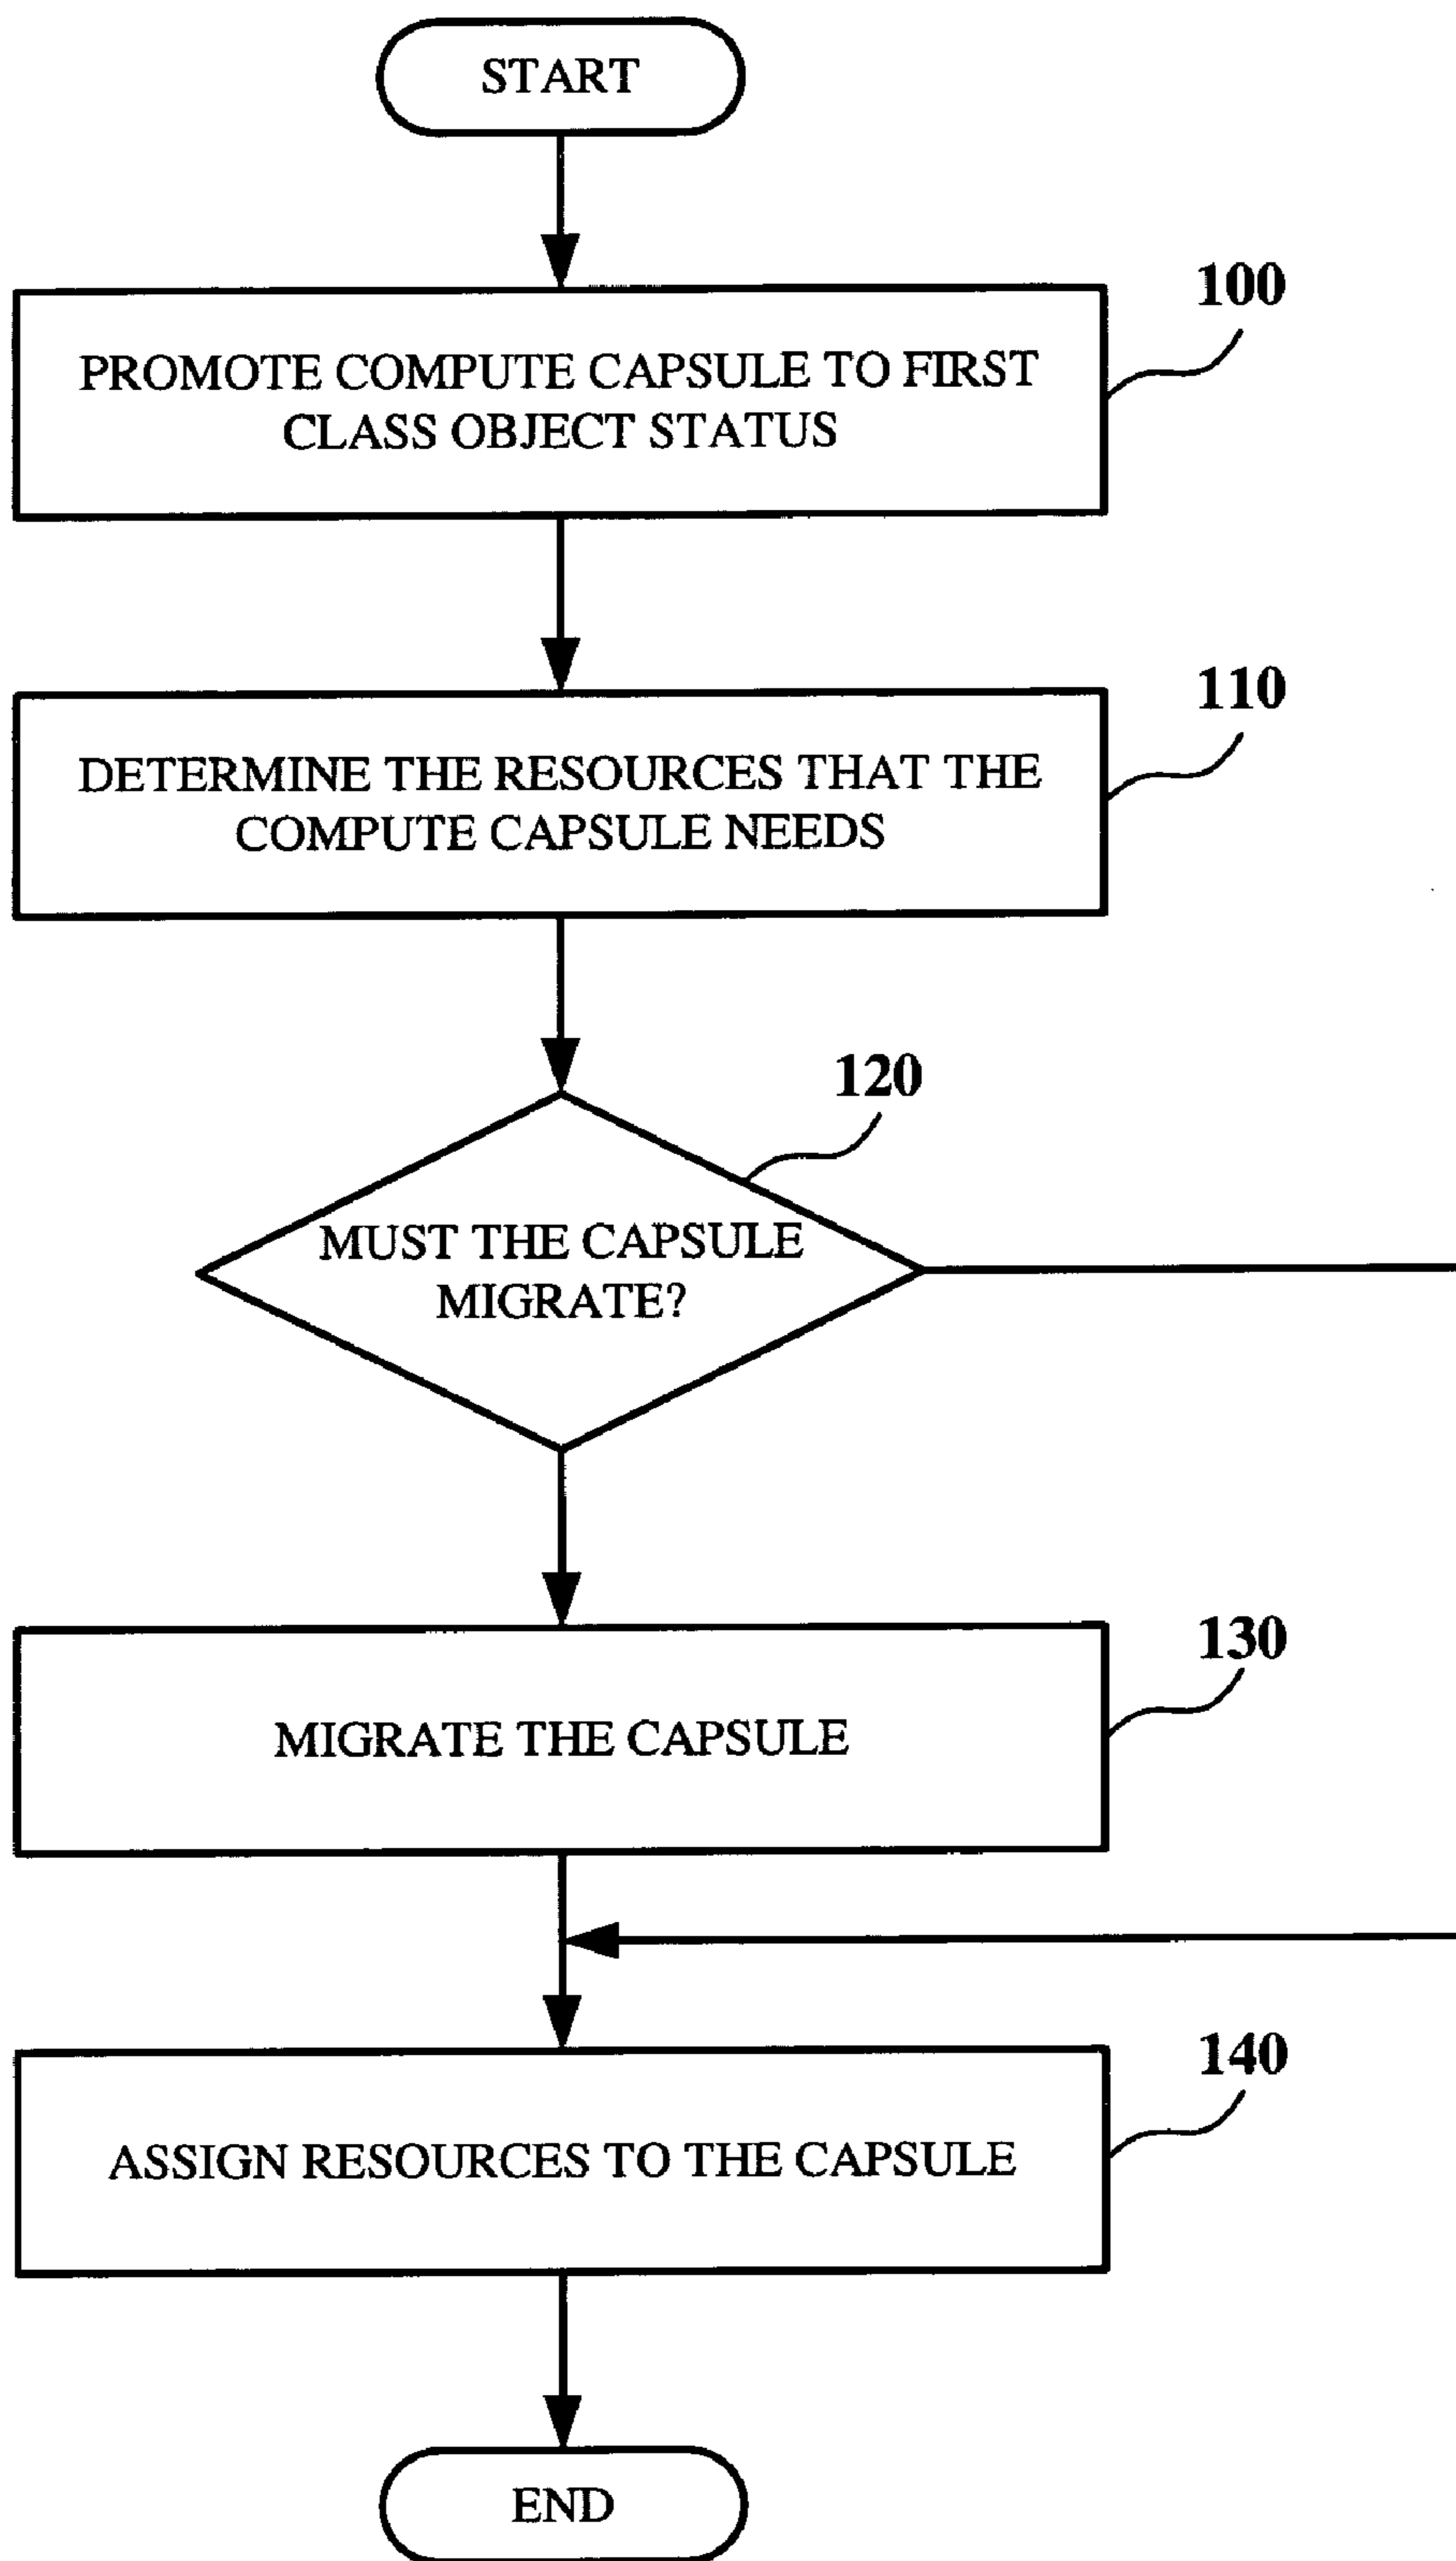 START
100
PROMOTE COMPUTE CAPSULE TO FIRST
CLASS OBJECT STATUS
110
DETERMINE THE RESOURCES THAT THE
COMPUTE CAPSULE NEEDS
120
MUST THE CAPSULE
MIGRATE?
130
MIGRATE THE CAPSULE
140
ASSIGN RESOURCES TO THE CAPSULE
END